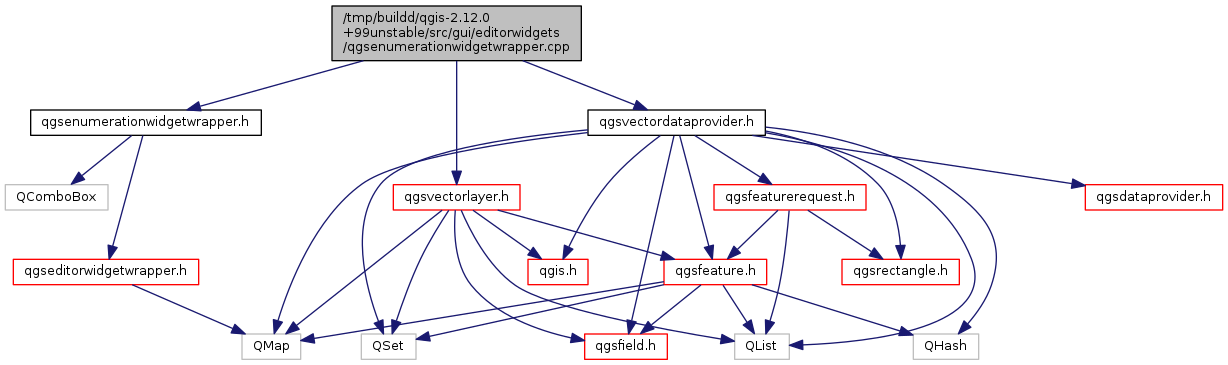 /tmp/buildd/qgis-2.12.0
+99unstable/src/gui/editorwidgets
/qgsenumerationwidgetwrapper.cpp
qgsenumerationwidgetwrapper.h
qgsvectordataprovider.h
QComboBox
qgsvectorlayer.h
qgsfeaturerequest.h
qgsdataprovider.h
qgseditorwidgetwrapper.h
qgis.h
qgsfeature.h
qgsrectangle.h
QMap
QSet
qgsfield.h
QList
QHash